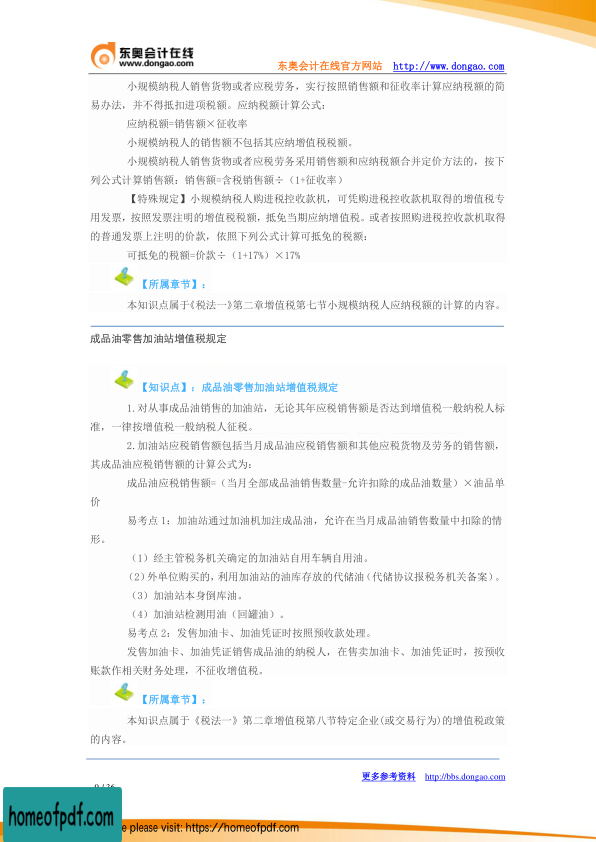 东奥会计在线
www.dongao.com
东奥会计在线官方网站 http://www.dongao.com
小规模纳税人销售货物或者应税劳务，实行按照销售额和征收率计算应纳税额的简
易办法，并不得抵扣进项税额。应纳税额计算公式：
应纳税额=销售额×征收率
小规模纳税人的销售额不包括其应纳增值税税额。
小规模纳税人销售货物或者应税劳务采用销售额和应纳税额合并定价方法的，按下
列公式计算销售额：销售额=含税销售额÷（1+征收率）
【特殊规定】小规模纳税人购进税控收款机，可凭购进税控收款机取得的增值税专
用发票，按照发票注明的增值税税额，抵免当期应纳增值税。或者按照购进税控收款机取得
的普通发票上注明的价款，依照下列公式计算可抵免的税额：
可抵免的税额=价款÷（1+17%）×17%
【所属章节】：
本知识点属于《税法一》第二章增值税第七节小规模纳税人应纳税额的计算的内容。
成品油零售加油站增值税规定
【知识点】：成品油零售加油站增值税规定
1.对从事成品油销售的加油站，无论其年应税销售额是否达到增值税一般纳税人标
准，一律按增值税一般纳税人征税。
2.加油站应税销售额包括当月成品油应税销售额和其他应税货物及劳务的销售额，
其成品油应税销售额的计算公式为：
成品油应税销售额=（当月全部成品油销售数量-允许扣除的成品油数量）×油品单
价
易考点 1：加油站通过加油机加注成品油，允许在当月成品油销售数量中扣除的情
形。
（1）经主管税务机关确定的加油站自用车辆自用油。
（2）外单位购买的，利用加油站的油库存放的代储油（代储协议报税务机关备案）。
（3）加油站本身倒库油。
（4）加油站检测用油（回罐油）。
易考点 2：发售加油卡、加油凭证时按照预收款处理。
发售加油卡、加油凭证销售成品油的纳税人，在售卖加油卡、加油凭证时，按预收
账款作相关财务处理，不征收增值税。
【所属章节】：
本知识点属于《税法一》第二章增值税第八节特定企业(或交易行为)的增值税政策
的内容。
更多参考资料 http://bbs.dongao.com
homeofpdf.com
e please visit: https://homeofpdf.com